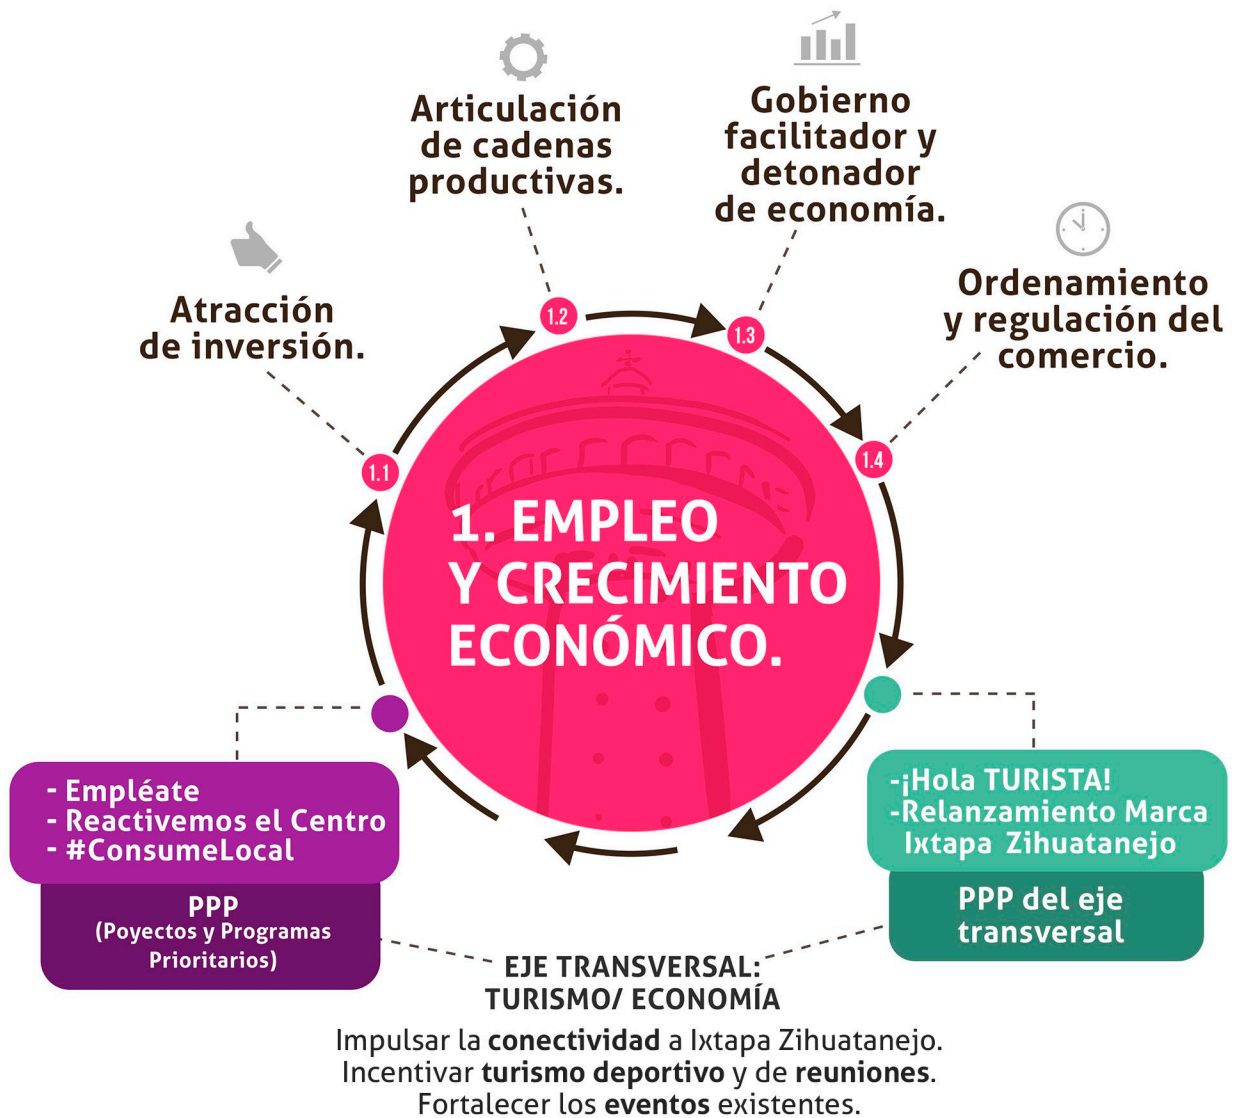 Articulación
de cadenas
productivas.
Gobierno
facilitador y
detonador
de economía.
Atracción
de inversión.
Ordenamiento
y regulación del
comercio.
1.1
1.2
1.3
1.4
1. EMPLEO
Y CRECIMIENTO
ECONÓMICO.
- Empléate
- Reactivemos el Centro
- #ConsumeLocal
PPP
(Poyectos y Programas
Prioritarios)
-¡Hola TURISTA!
-Relanzamiento Marca
Ixtapa Zihuatanejo
PPP del eje
transversal
EJE TRANSVERSAL:
TURISMO/ ECONOMÍA
Impulsar la conectividad a Ixtapa Zihuatanejo.
Incentivar turismo deportivo y de reuniones.
Fortalecer los eventos existentes.